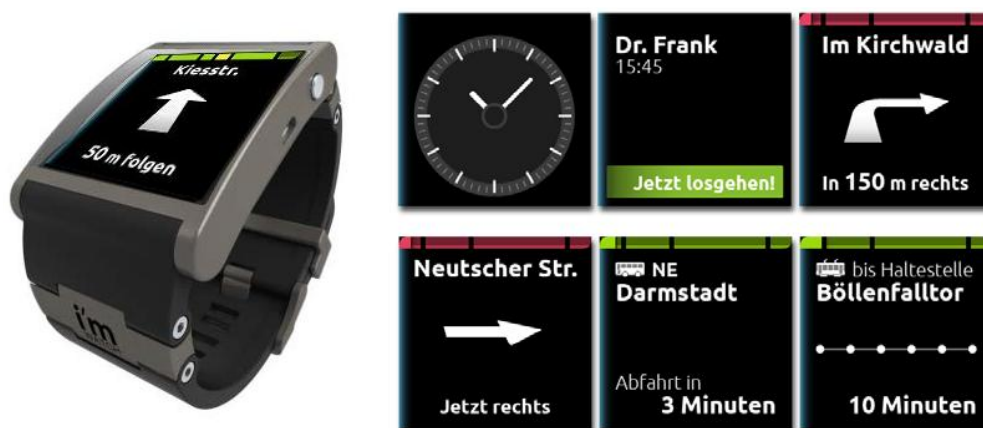 Kiesstr.
50 m folgen
i'm
Dr. Frank
15:45
Jetzt losgehen!
Im Kirchwald
In 150 m rechts
Neutscher Str.
Jetzt rechts
NE
Darmstadt
Abfahrt in
3 Minuten
bis Haltestelle
Böllenfalltor
10 Minuten